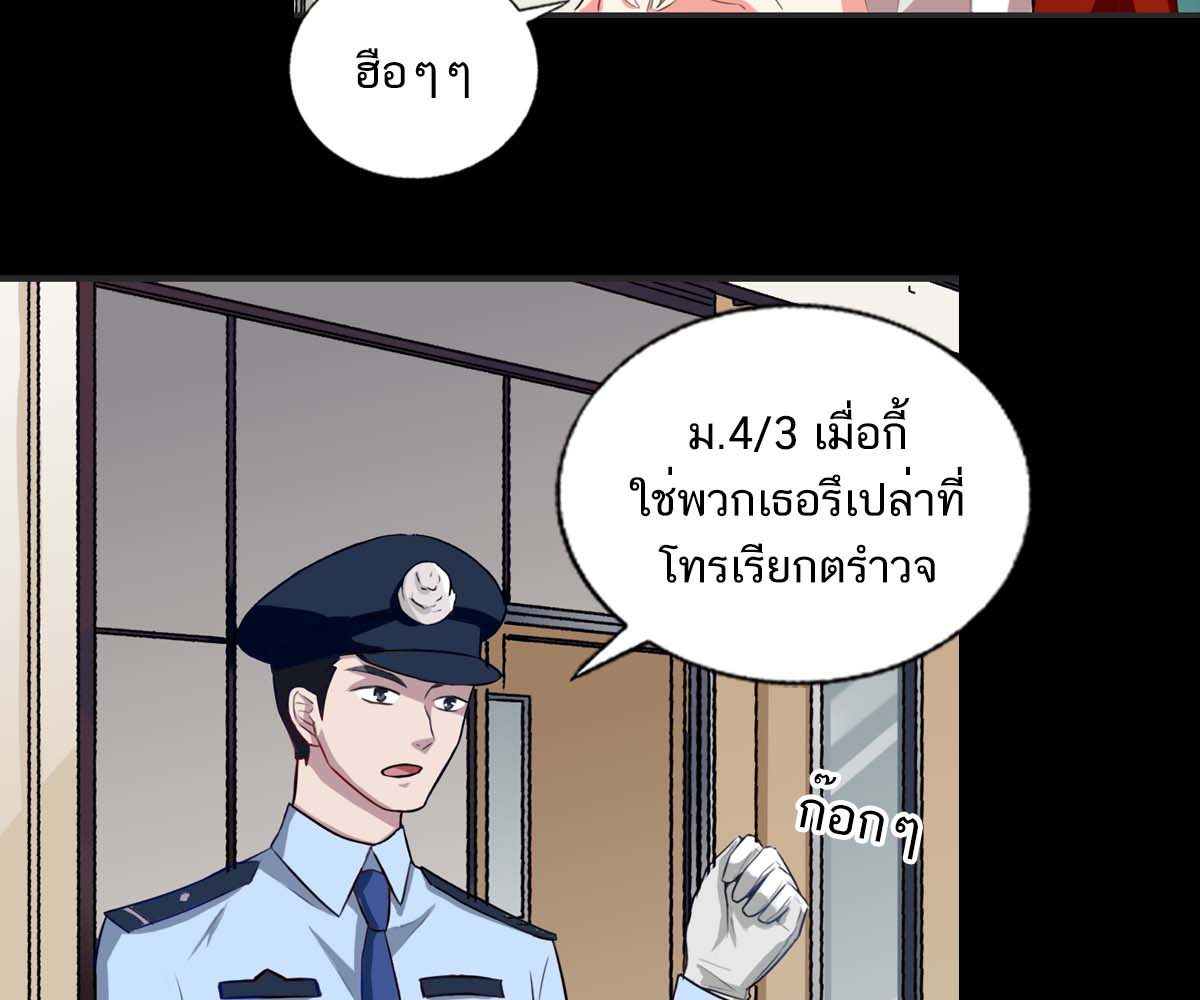 ฮือๆๆ
ม.4/3 เมื่อกี้
ใช่พวกเธอรึเปล่าที่
โทรเรียกตรำวจ
ก๊อกๆ